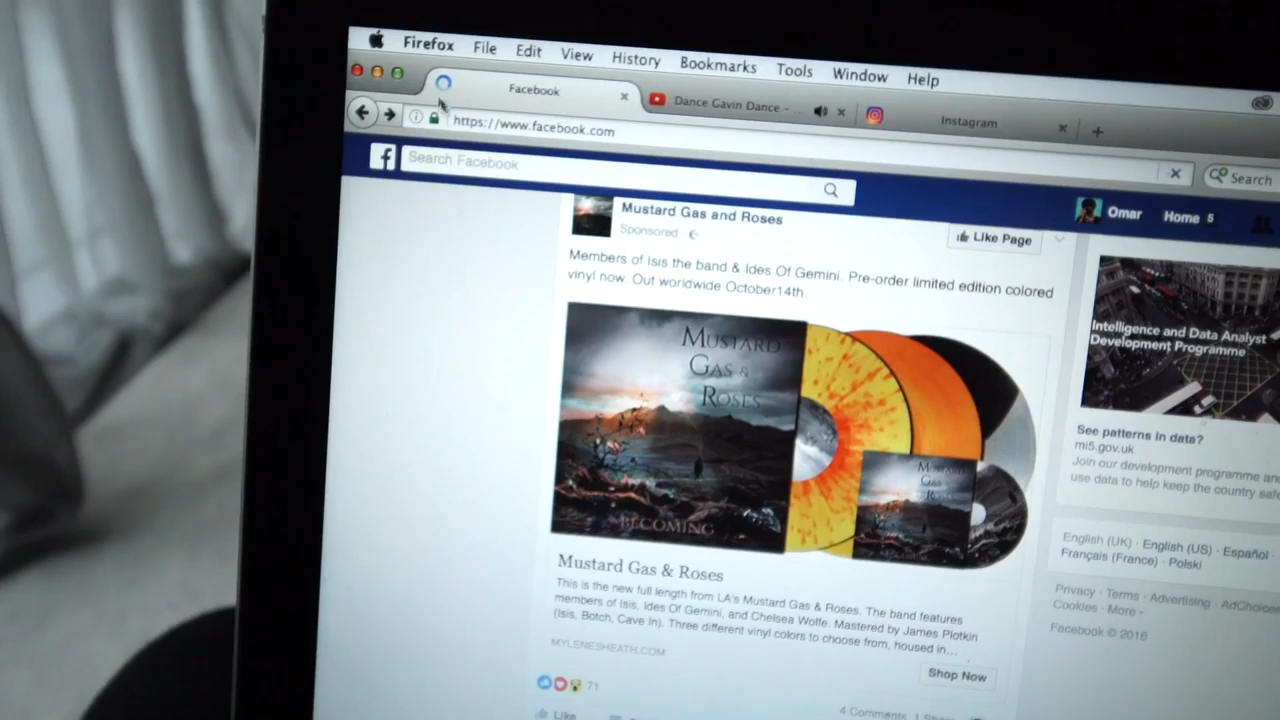 Firefox File Edit View History Bookmarks Tools Window Help
Facebook
Dance Gavin Dance - ...
Instagram
https://www.facebook.com
Search
Search Facebook
Omar
Home 5
Mustard Gas and Roses
Sponsored
Like Page
Members of Isis the band & Ides Of Gemini. Pre-order limited edition colored
vinyl now. Out worldwide October14th.
MUSTARD
GAS &
ROSES
BECOMING
MUSTARD
GAS &
ROSES
Mustard Gas & Roses
This is the new full length from LA's Mustard Gas & Roses. The band features
members of Isis, Ides Of Gemini, and Chelsea Wolfe. Mastered by James Plotkin
(Isis, Botch, Cave In). Three different vinyl colors to choose from, housed in...
MYLENESHEATH.COM
Shop Now
71
4 Comments
Like
Intelligence and Data Analyst
Development Programme
See patterns in data?
mi5.gov.uk
Join our development programme and
use data to help keep the country safe
English (UK) · English (US) · Español ·
Français (France) · Polski
Privacy · Terms · Advertising · AdChoices
Cookies · More
Facebook © 2016